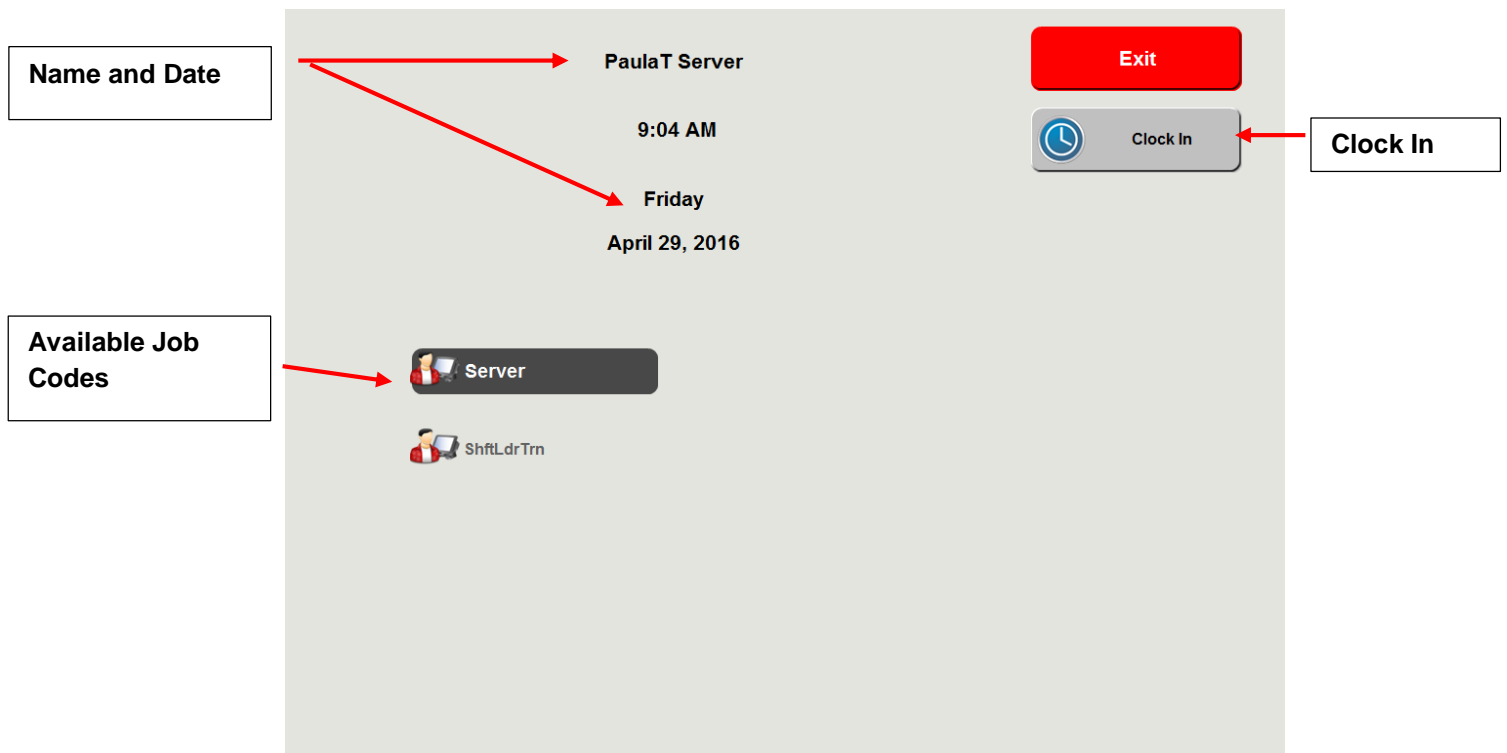 Name and Date
PaulaT Server
Exit
9:04 AM
Clock In
Clock In
Friday
April 29, 2016
Available Job
Codes
Server
ShftLdrTrn